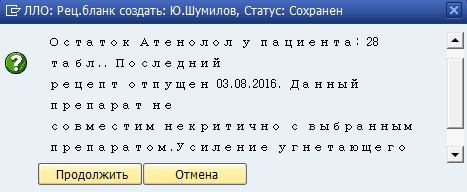 ЛЛО: Рец.бланк создать: Ю.Шумилов, Статус: Сохранен
Остаток Атенолол у пациента: 28
табл.. Последний
рецепт отпущен 03.08.2016. Данный
препарат не
совместим некритично с выбранным
препаратом.Усиление угнетающего
Продолжить Отмена